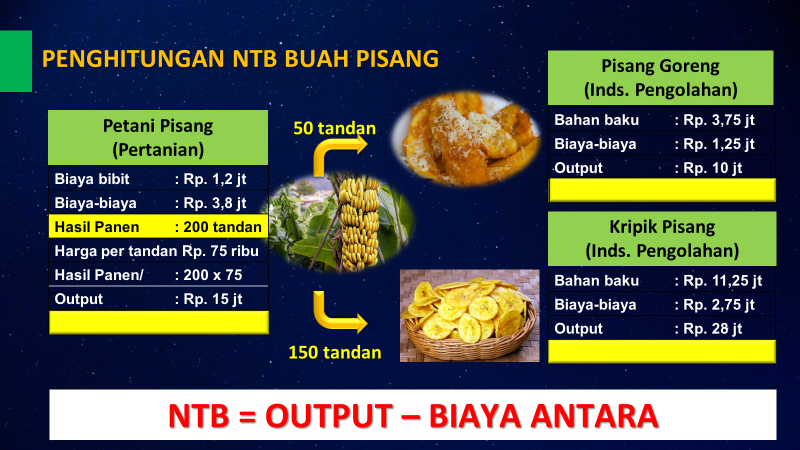 PENGHITUNGAN NTB BUAH PISANG
Petani Pisang
(Pertanian)
Biaya bibit : Rp. 1,2 jt
Biaya-biaya : Rp. 3,8 jt
Hasil Panen : 200 tandan
Harga per tandan Rp. 75 ribu
Hasil Panen/ : 200 x 75
Output : Rp. 15 jt
50 tandan
150 tandan
Pisang Goreng
(Inds. Pengolahan)
Bahan baku : Rp. 3,75 jt
Biaya-biaya : Rp. 1,25 jt
Output : Rp. 10 jt
Kripik Pisang
(Inds. Pengolahan)
Bahan baku : Rp. 11,25 jt
Biaya-biaya : Rp. 2,75 jt
Output : Rp. 28 jt
NTB = OUTPUT – BIAYA ANTARA